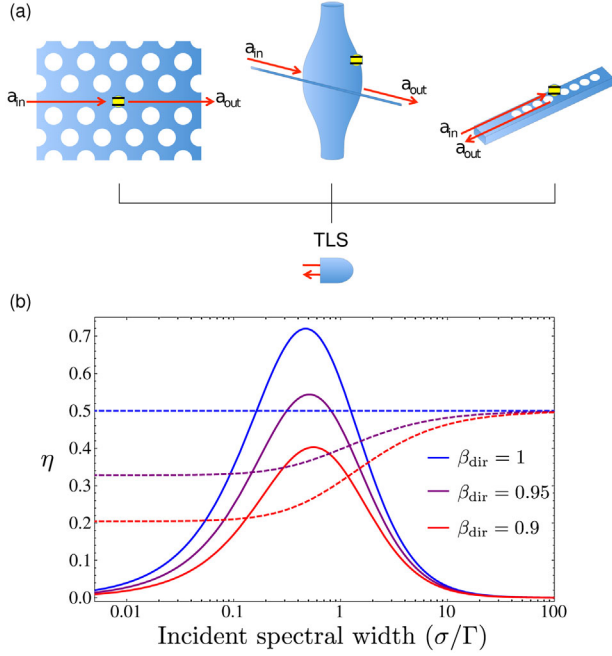 (a)
a_in
a_out
a_in
a_out
a_in
a_out
TLS
(b)
η
0.7
0.6
0.5
0.4
0.3
0.2
0.1
0.0
β_dir = 1
β_dir = 0.95
β_dir = 0.9
0.01 0.1 1 10 100
Incident spectral width (σ/Γ)